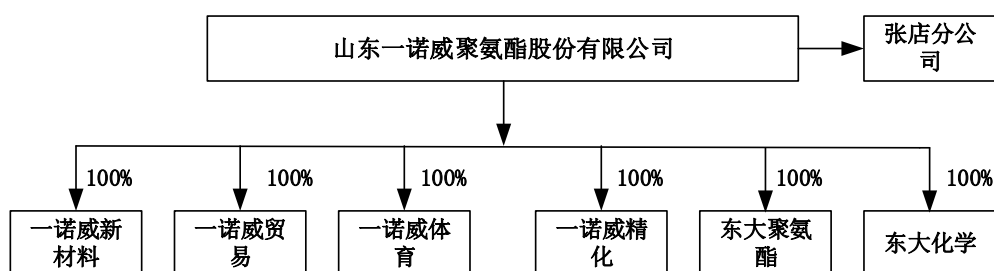 山东一诺威聚氨酯股份有限公司
张店分公
司
100%
100%
100%
100%
100%
100%
一诺威新
材料
一诺威贸
易
一诺威体
育
一诺威精
化
东大聚氨
酯
东大化学